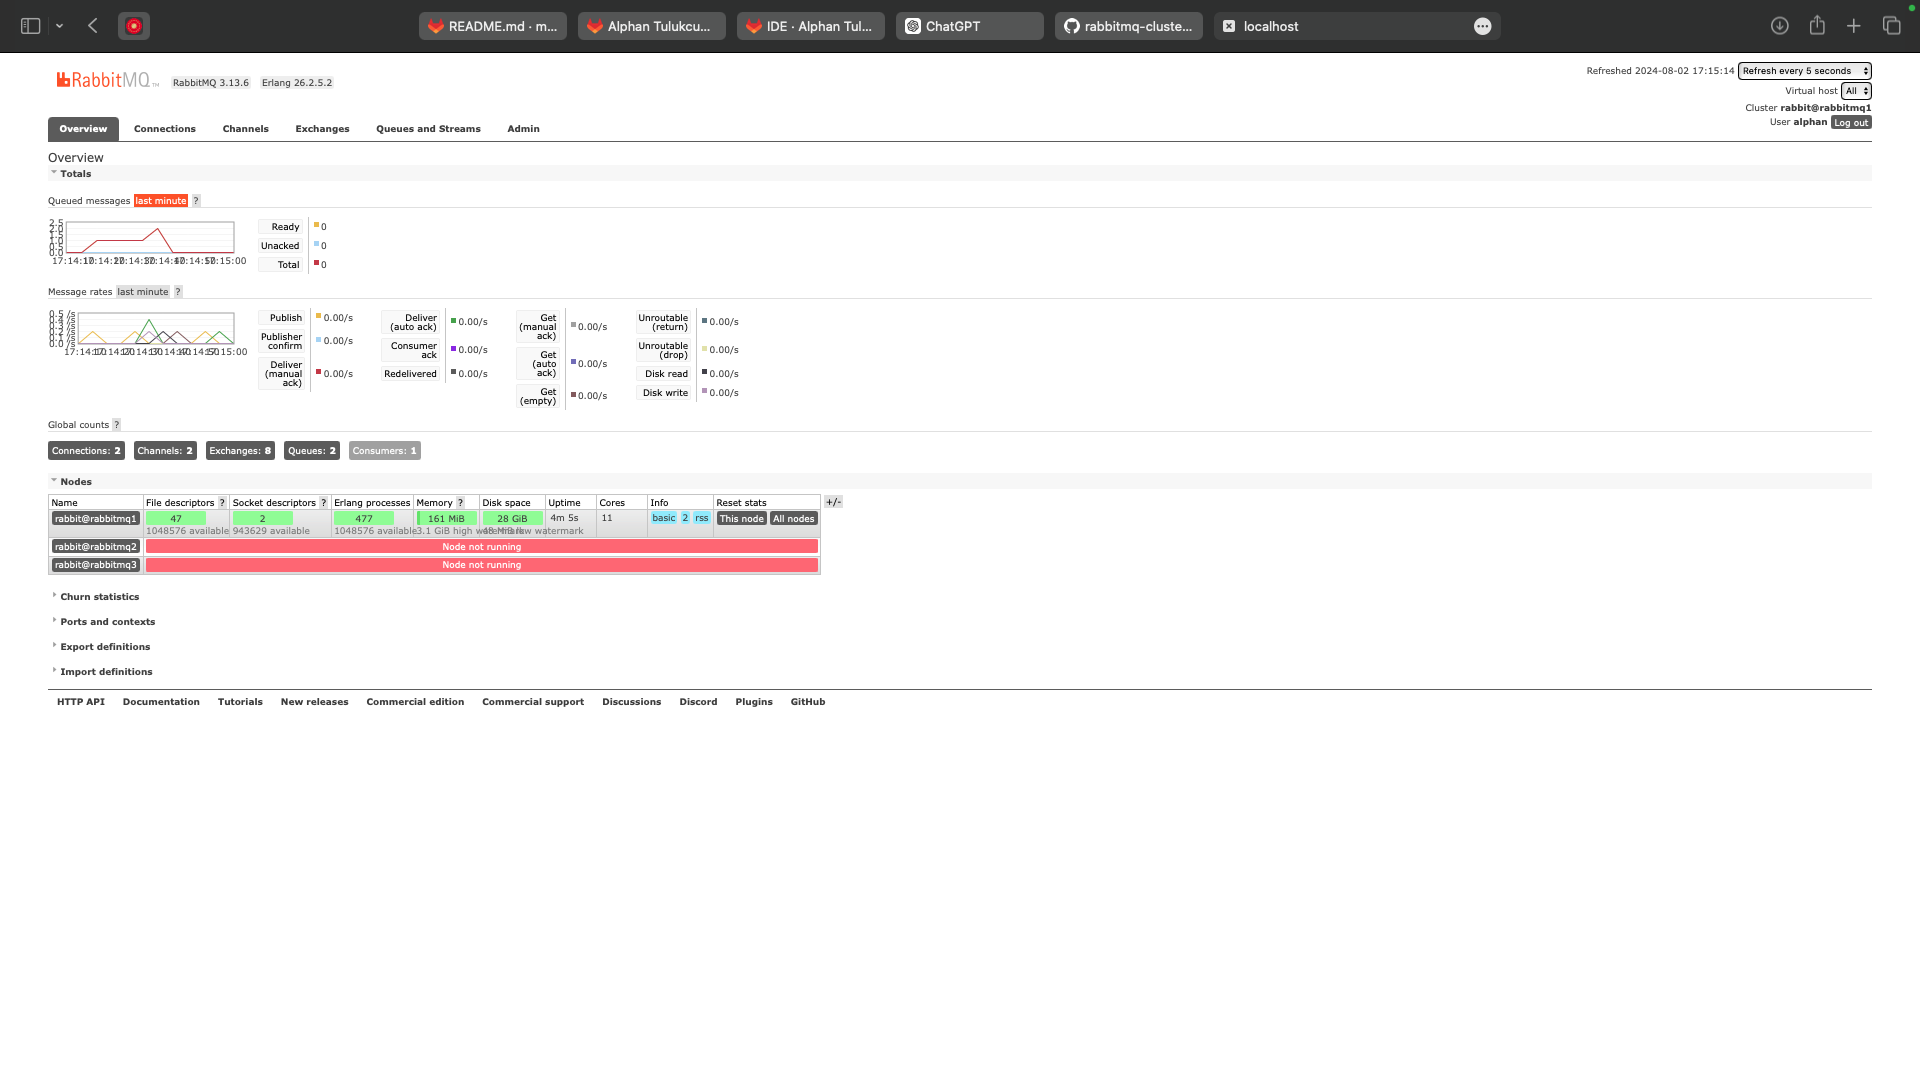 README.md · m...
Alphan Tulukcu...
IDE · Alphan Tul...
ChatGPT
rabbitmq-cluste...
localhost
RabbitMQ TM
RabbitMQ 3.13.6 Erlang 26.2.5.2
Refreshed 2024-08-02 17:15:14 Refresh every 5 seconds
Virtual host All
Cluster rabbit@rabbitmq1
User alphan Log out
Overview Connections Channels Exchanges Queues and Streams Admin
Overview
Totals
Queued messages last minute ?
2.5
2.0
1.5
1.0
0.5
0.0
17:14:10 17:14:20 17:14:30 17:14:40 17:14:50 17:15:00
Ready 0
Unacked 0
Total 0
Message rates last minute ?
0.5 /s
0.4 /s
0.3 /s
0.2 /s
0.1 /s
0.0 /s
17:14:10 17:14:20 17:14:30 17:14:40 17:14:50 17:15:00
Publish 0.00/s
Publisher confirm 0.00/s
Deliver (manual ack) 0.00/s
Deliver (auto ack) 0.00/s
Consumer ack 0.00/s
Redelivered 0.00/s
Get (manual ack) 0.00/s
Get (auto ack) 0.00/s
Get (empty) 0.00/s
Unroutable (return) 0.00/s
Unroutable (drop) 0.00/s
Disk read 0.00/s
Disk write 0.00/s
Global counts ?
Connections: 2 Channels: 2 Exchanges: 8 Queues: 2 Consumers: 1
Nodes
Name File descriptors ? Socket descriptors ? Erlang processes Memory ? Disk space Uptime Cores Info Reset stats +/-
rabbit@rabbitmq1 47 2 477 161 MiB 28 GiB 4m 5s 11 basic 2 rss This node All nodes
1048576 available 943629 available 1048576 available 3.1 GiB high watermark 48 MiB low watermark
rabbit@rabbitmq2 Node not running
rabbit@rabbitmq3 Node not running
Churn statistics
Ports and contexts
Export definitions
Import definitions
HTTP API Documentation Tutorials New releases Commercial edition Commercial support Discussions Discord Plugins GitHub